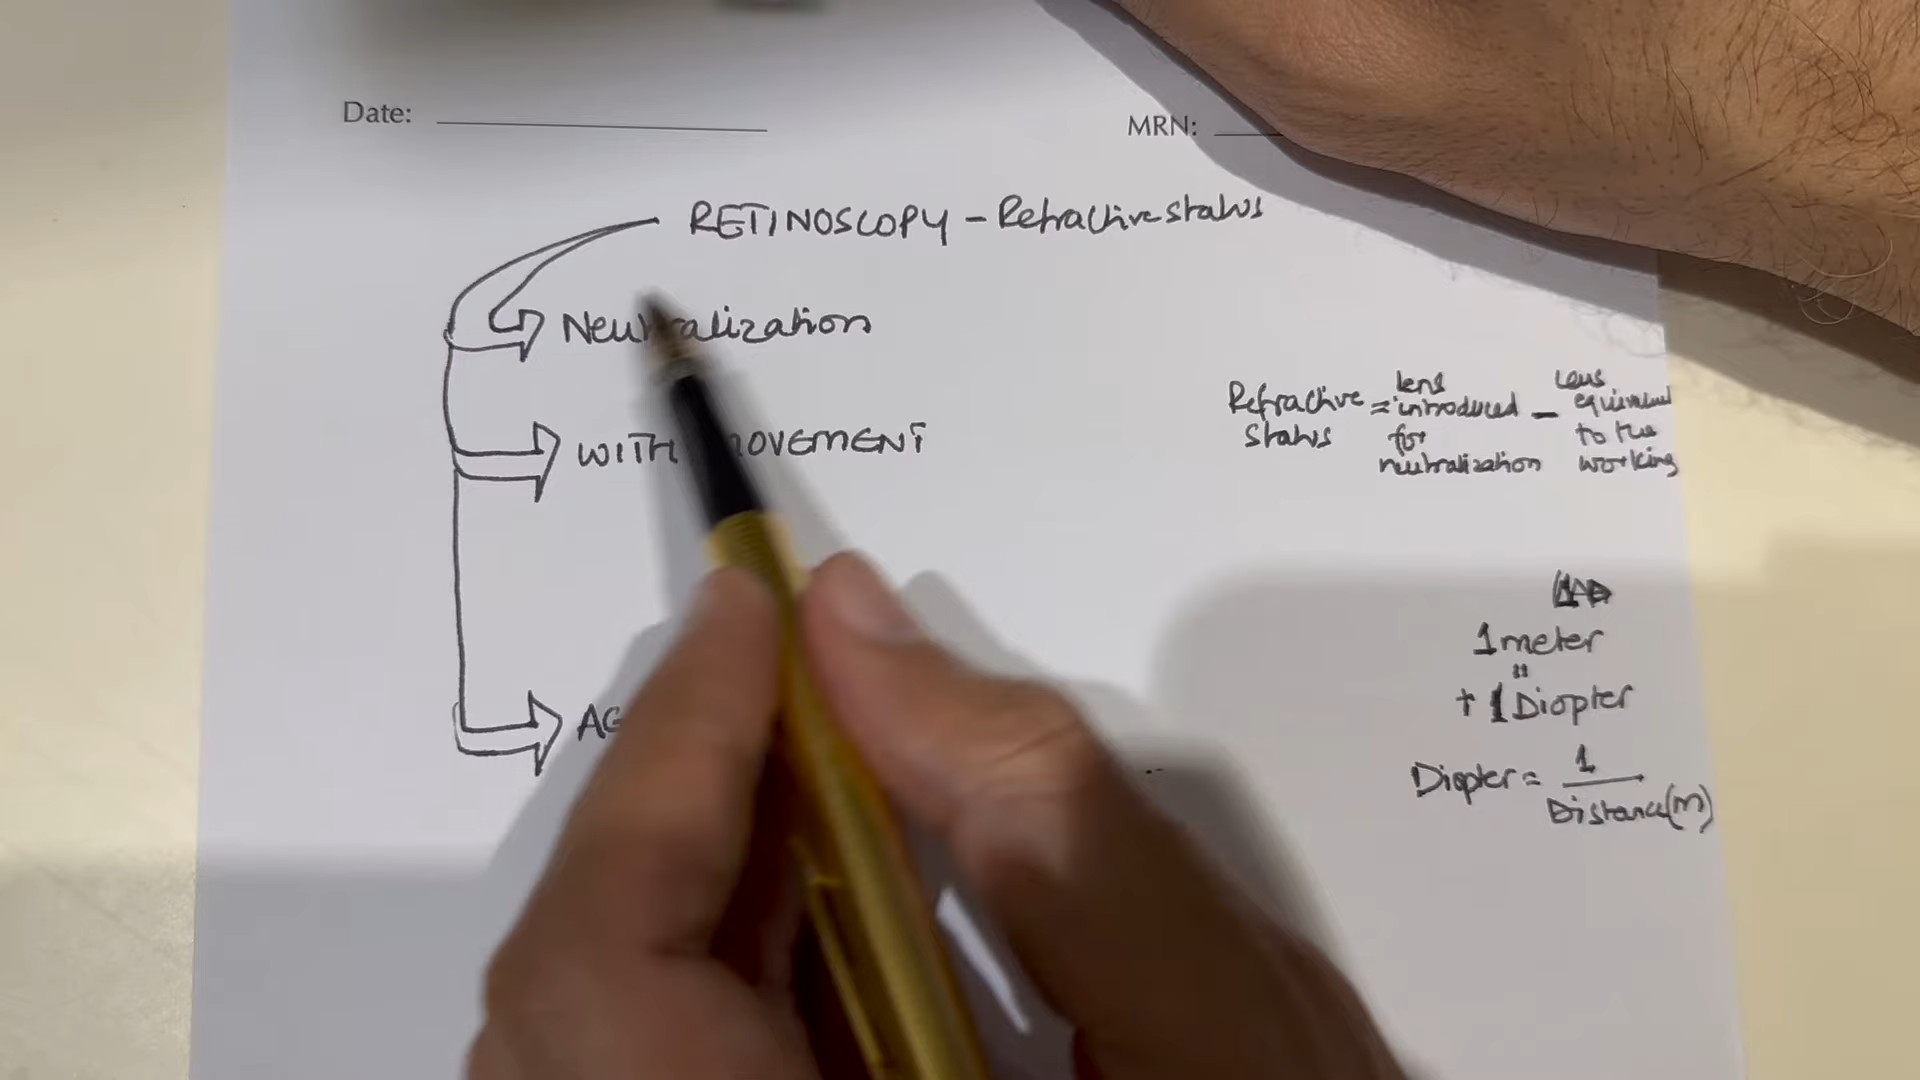 Date:
MRN:
RETINOSCOPY - Refractive status
Neutralization
WITH MOVEMENT
Refractive status = lens introduced for neutralization - Lens equivalent to the working
1 meter
=
+ 1 Diopter
Diopter = 1 / Distance(m)